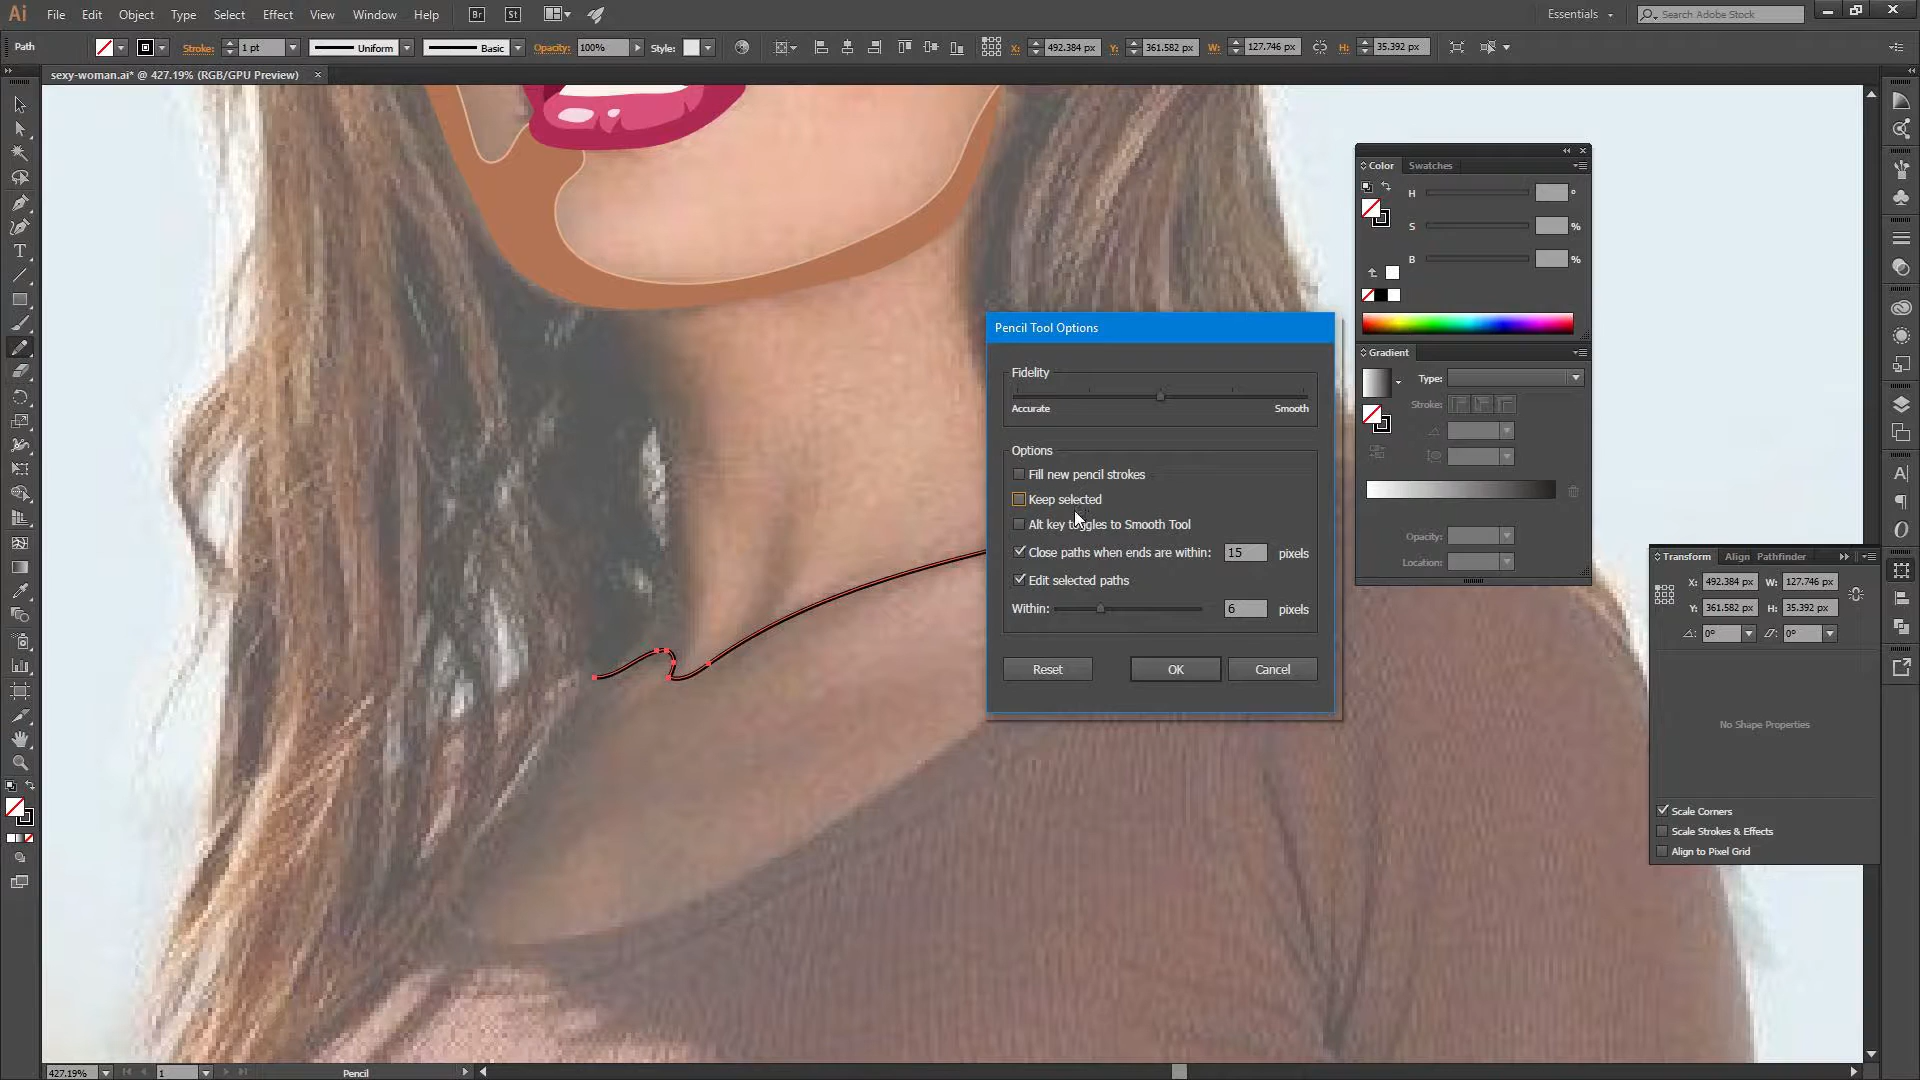 Ai File Edit Object Type Select Effect View Window Help Br St Essentials Search Adobe Stock
Path Stroke: 1 pt Uniform Basic Opacity: 100% Style: X: 492.384 px Y: 361.582 px W: 127.746 px H: 35.392 px
sexy-woman.ai* @ 427.19% (RGB/GPU Preview)
Color Swatches
H °
S %
B %
Gradient
Type:
Stroke:
Opacity:
Location:
Pencil Tool Options
Fidelity
Accurate Smooth
Options
Fill new pencil strokes
Keep selected
Alt key toggles to Smooth Tool
Close paths when ends are within: 15 pixels
Edit selected paths
Within: 6 pixels
Reset OK Cancel
Transform Align Pathfinder
X: 492.384 px W: 127.746 px
Y: 361.582 px H: 35.392 px
0° 0°
No Shape Properties
Scale Corners
Scale Strokes & Effects
Align to Pixel Grid
427.19% 1 Pencil